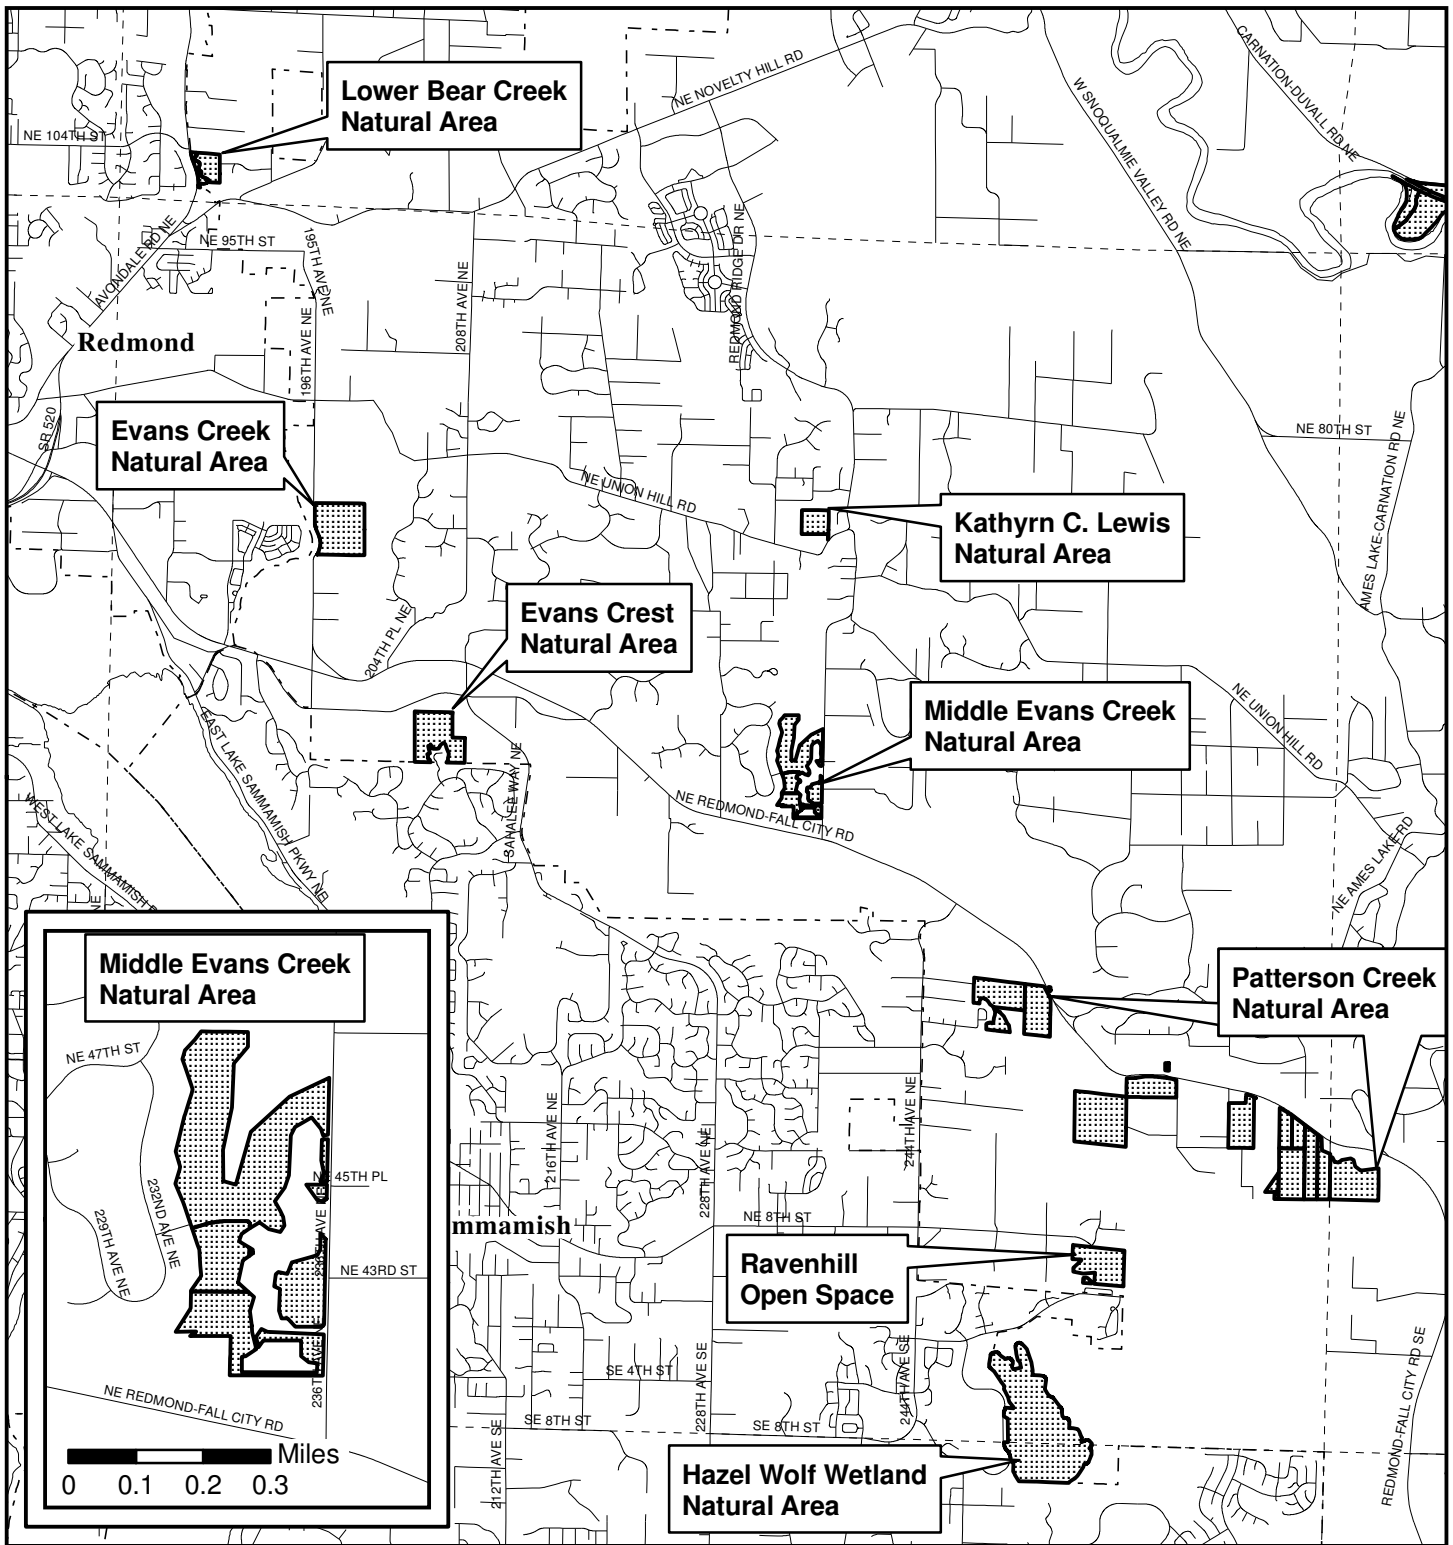 CARNATION-DUVALL RD NE
NE NOVELTY HILL RD
W SNOQUALMIE VALLEY RD NE
Lower Bear Creek
Natural Area
NE 104TH ST
AVONDALE RD NE
NE 95TH ST
195TH AVE NE
REDMOND RIDGE DR NE
208TH AVE NE
196TH AVE NE
Redmond
SR 520
NE 80TH ST
AMES LAKE-CARNATION RD NE
Evans Creek
Natural Area
NE UNION HILL RD
Kathyrn C. Lewis
Natural Area
Evans Crest
Natural Area
204TH PL NE
Middle Evans Creek
Natural Area
NE UNION HILL RD
EAST LAKE SAMMAMISH PKWY NE
SAHALEE WAY NE
WEST LAKE SAMMAMISH P
NE
NE REDMOND-FALL CITY RD
NE AMES LAKE RD
Middle Evans Creek
Natural Area
Patterson Creek
Natural Area
NE 47TH ST
NE 45TH PL
232ND AVE NE
229TH AVE NE
236TH AVE NE
NE 43RD ST
236TH AVE NE
NE REDMOND-FALL CITY RD
Miles
0 0.1 0.2 0.3
216TH AVE NE
228TH AVE NE
244TH AVE NE
mmamish
NE 8TH ST
Ravenhill
Open Space
SE 4TH ST
228TH AVE SE
244TH AVE SE
REDMOND-FALL CITY RD SE
SE 8TH ST
SE 8TH ST
212TH AVE SE
Hazel Wolf Wetland
Natural Area